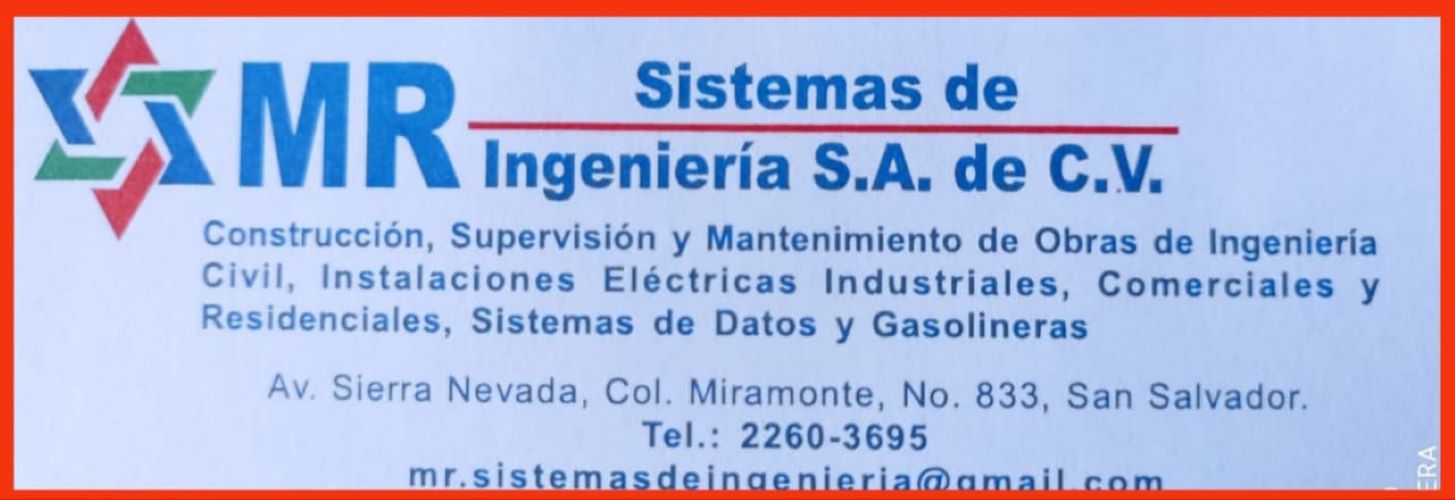 MR Sistemas de
Ingeniería S.A. de C.V.
Construcción, Supervisión y Mantenimiento de Obras de Ingeniería
Civil, Instalaciones Eléctricas Industriales, Comerciales y
Residenciales, Sistemas de Datos y Gasolineras
Av. Sierra Nevada, Col. Miramonte, No. 833, San Salvador.
Tel.: 2260-3695
mr.sistemasdeingenieria@gmail.com